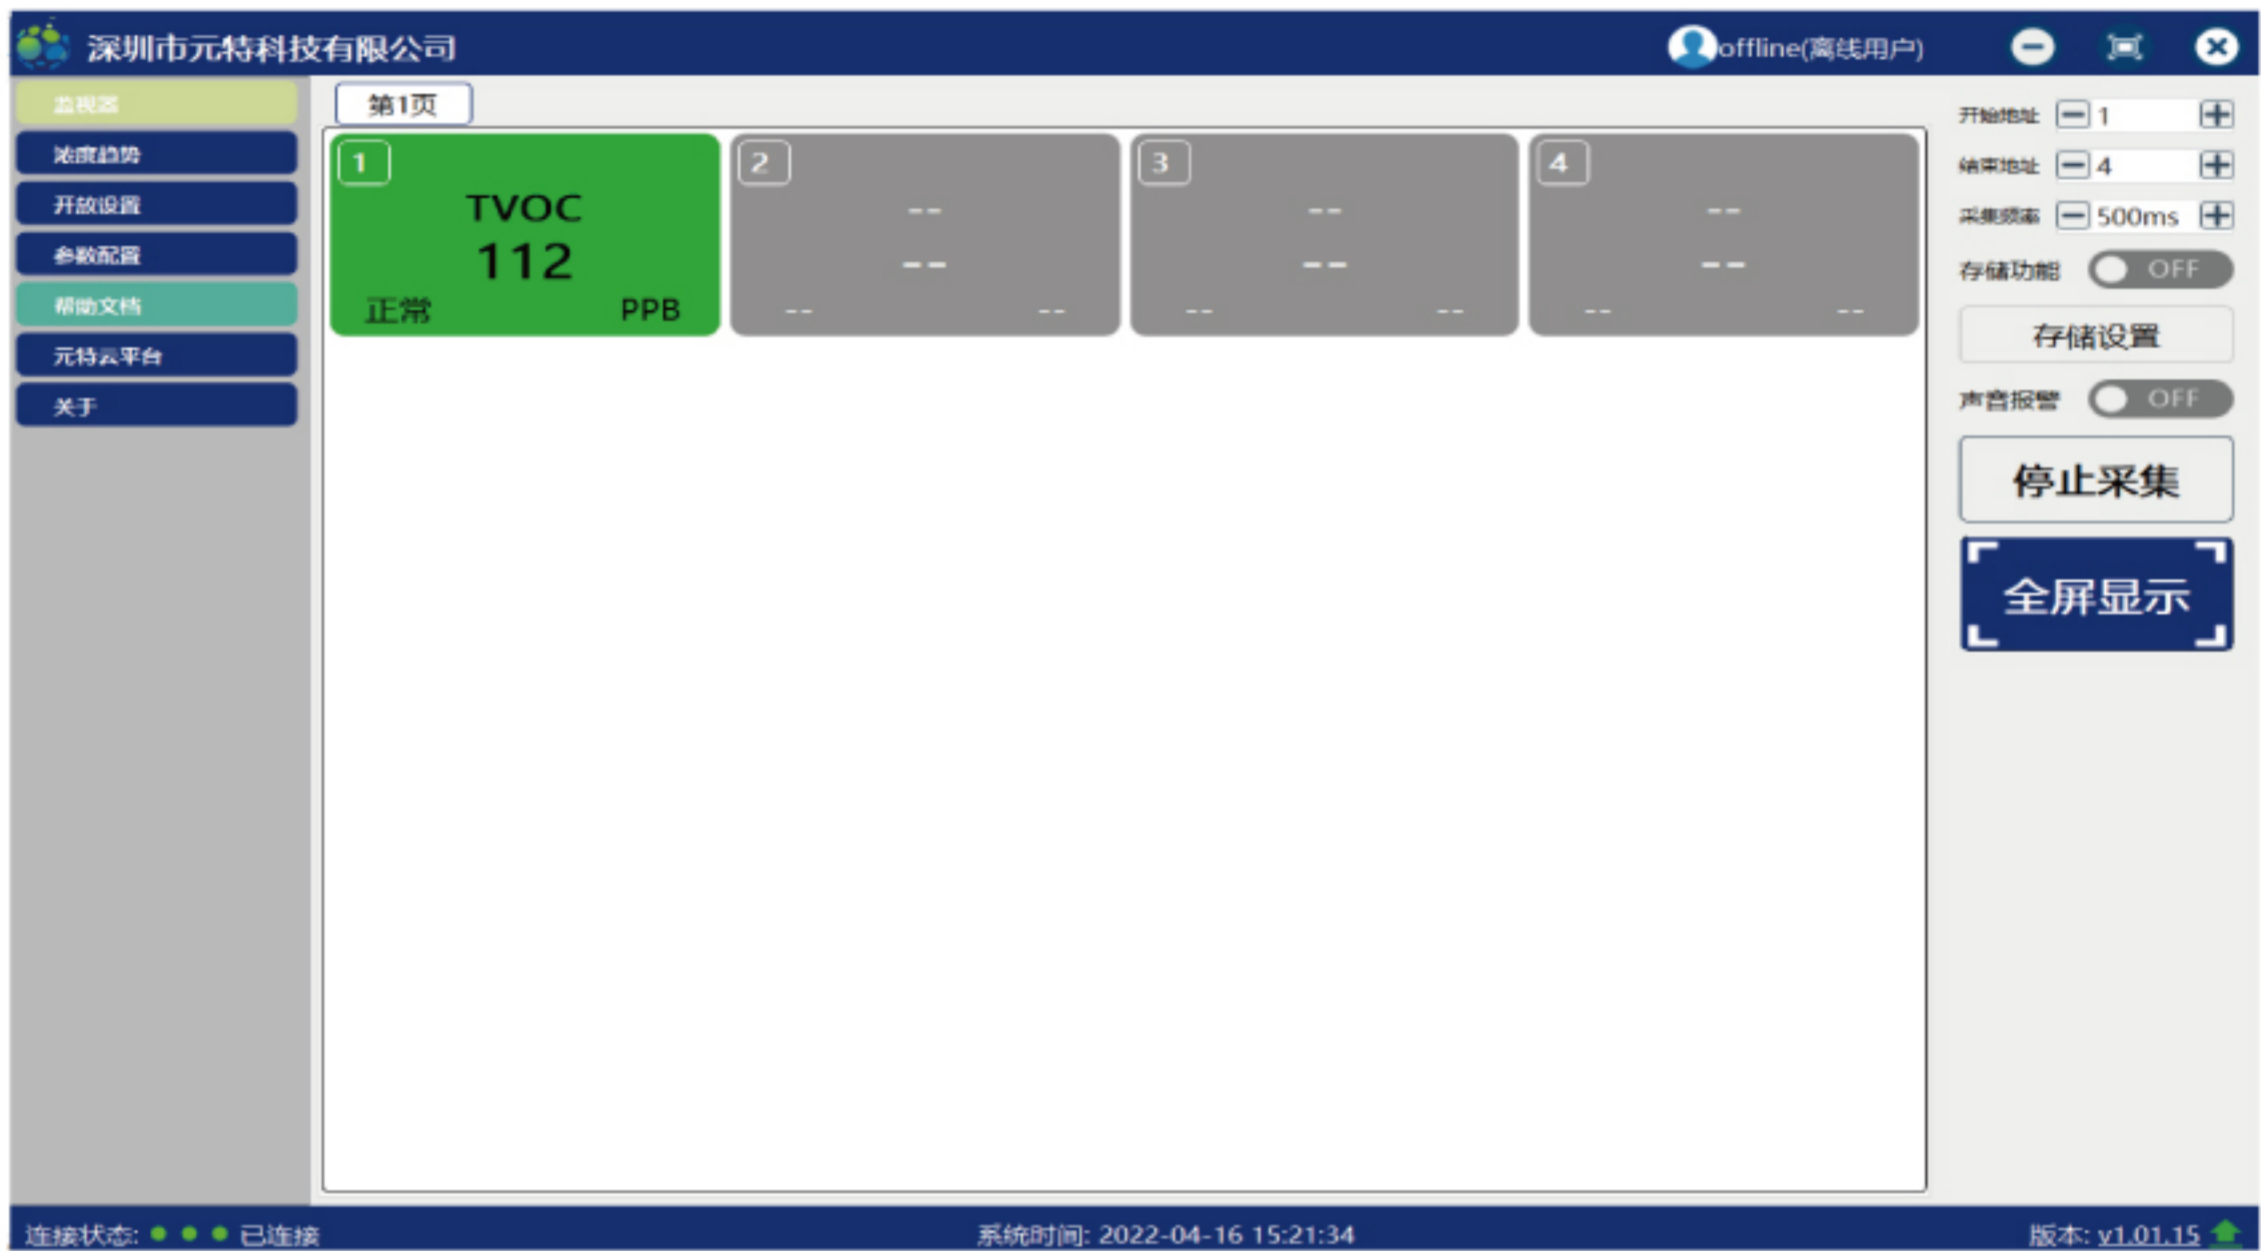 深圳市元特科技有限公司
offline(离线用户)
监视器
浓度趋势
开放设置
参数配置
帮助文档
元特云平台
关于
第1页
1
TVOC
112
正常 PPB
2
--
--
-- --
3
--
--
-- --
4
--
--
-- --
开始地址 1
结束地址 4
采集频率 500ms
存储功能 OFF
存储设置
声音报警 OFF
停止采集
全屏显示
连接状态: 已连接
系统时间: 2022-04-16 15:21:34
版本: v1.01.15